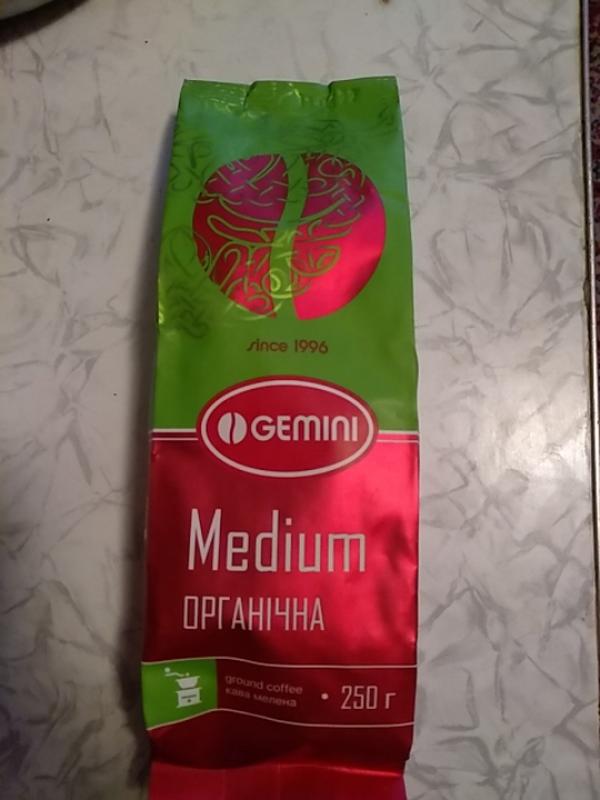 since 1996
GEMINI
Medium
ОРГАНІЧНА
ground coffee
кава мелена
• 250 г